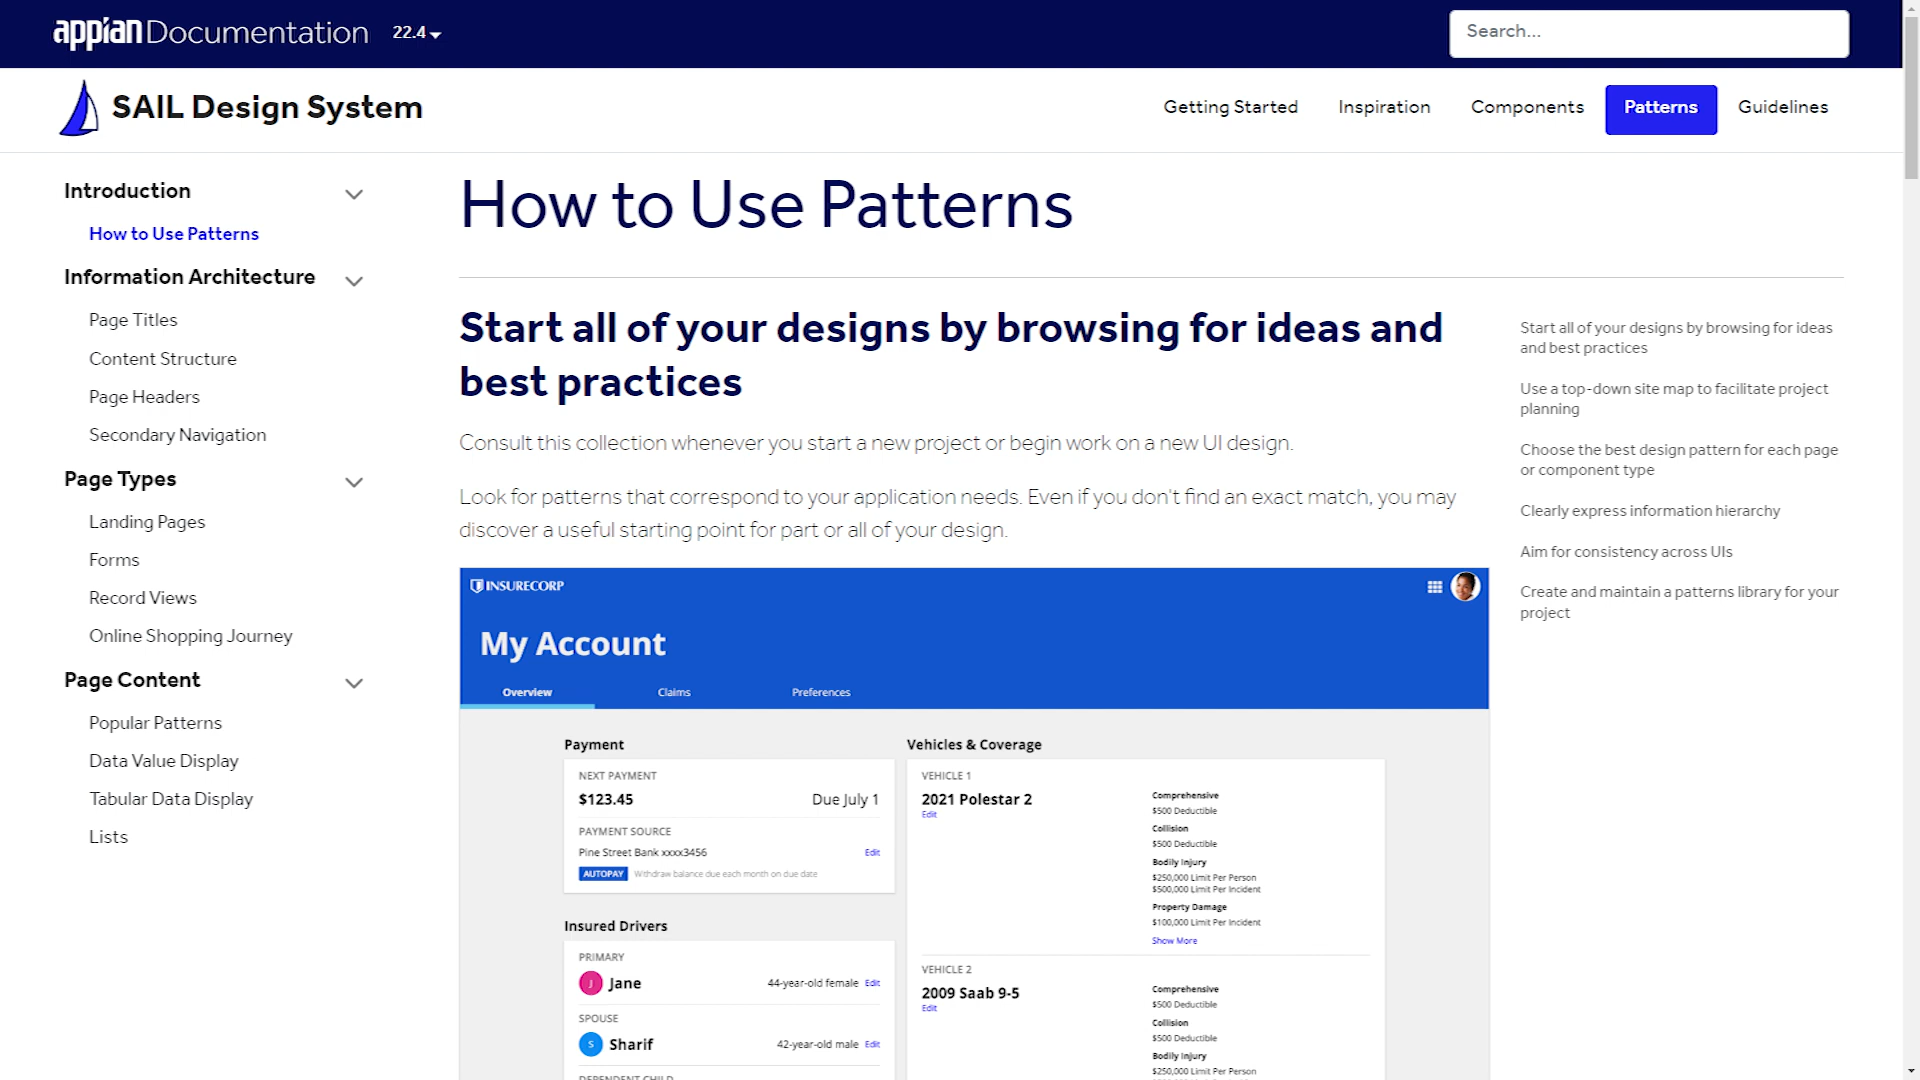 appian Documentation 22.4
Search...
SAIL Design System
Getting Started
Inspiration
Components
Patterns
Guidelines
Introduction
How to Use Patterns
Information Architecture
Page Titles
Content Structure
Page Headers
Secondary Navigation
Page Types
Landing Pages
Forms
Record Views
Online Shopping Journey
Page Content
Popular Patterns
Data Value Display
Tabular Data Display
Lists
How to Use Patterns
Start all of your designs by browsing for ideas and
best practices
Consult this collection whenever you start a new project or begin work on a new UI design.
Look for patterns that correspond to your application needs. Even if you don't find an exact match, you may
discover a useful starting point for part or all of your design.
INSURECORP
My Account
Overview
Claims
Preferences
Payment
NEXT PAYMENT
$123.45
Due July 1
PAYMENT SOURCE
Pine Street Bank xxxx3456
Edit
AUTOPAY Withdraw balance due each month on due date
Insured Drivers
PRIMARY
J Jane
44-year-old female Edit
SPOUSE
S Sharif
42-year-old male Edit
DEPENDENT CHILD
Vehicles & Coverage
VEHICLE 1
2021 Polestar 2
Edit
Comprehensive
$500 Deductible
Collision
$500 Deductible
Bodily Injury
$250,000 Limit Per Person
$500,000 Limit Per Incident
Property Damage
$100,000 Limit Per Incident
Show More
VEHICLE 2
2009 Saab 9-5
Edit
Comprehensive
$500 Deductible
Collision
$500 Deductible
Bodily Injury
$250,000 Limit Per Person
Start all of your designs by browsing for ideas
and best practices
Use a top-down site map to facilitate project
planning
Choose the best design pattern for each page
or component type
Clearly express information hierarchy
Aim for consistency across UIs
Create and maintain a patterns library for your
project